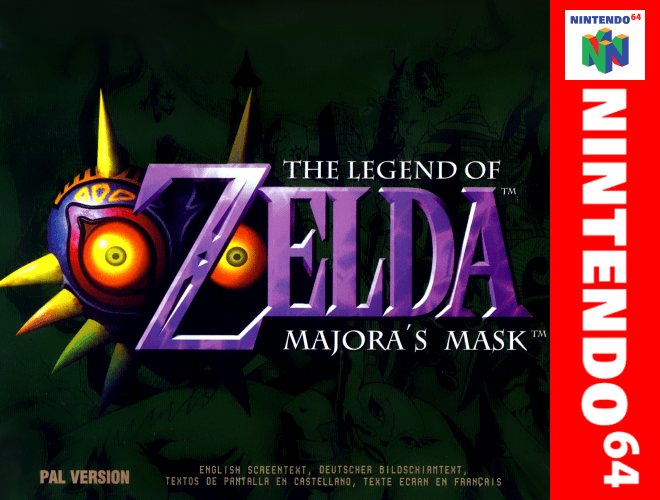 THE LEGEND OF
ZELDA™
MAJORA´S MASK™
PAL VERSION
ENGLISH SCREENTEXT, DEUTSCHER BILDSCHIRMTEXT,
TEXTOS DE PANTALLA EN CASTELLANO, TEXTE ECRAN EN FRANÇAIS
NINTENDO64
NINTENDO64